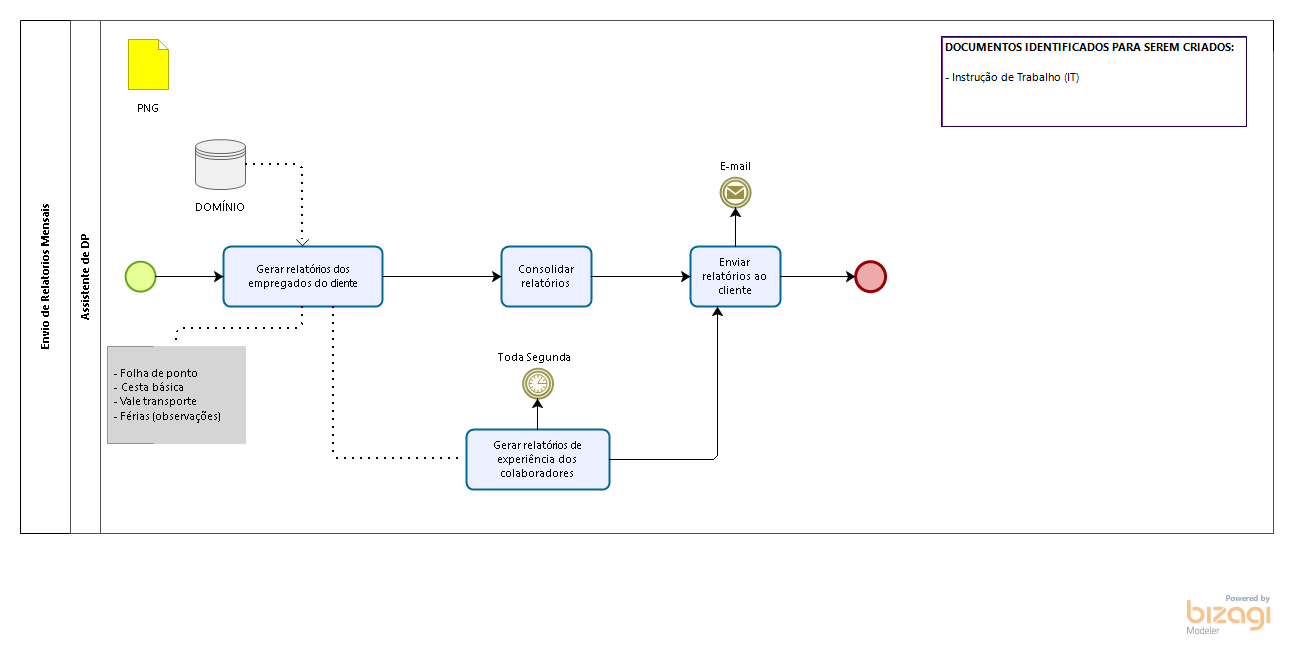 Envio de Relatorios Mensais
Assistente de DP
PNG
DOCUMENTOS IDENTIFICADOS PARA SEREM CRIADOS:
- Instrução de Trabalho (IT)
DOMÍNIO
E-mail
Gerar relatórios dos
empregados do cliente
Consolidar
relatórios
Enviar
relatórios ao
cliente
- Folha de ponto
- Cesta básica
- Vale transporte
- Férias (observações)
Toda Segunda
Gerar relatórios de
experiência dos
colaboradores
Powered by
bizagi
Modeler